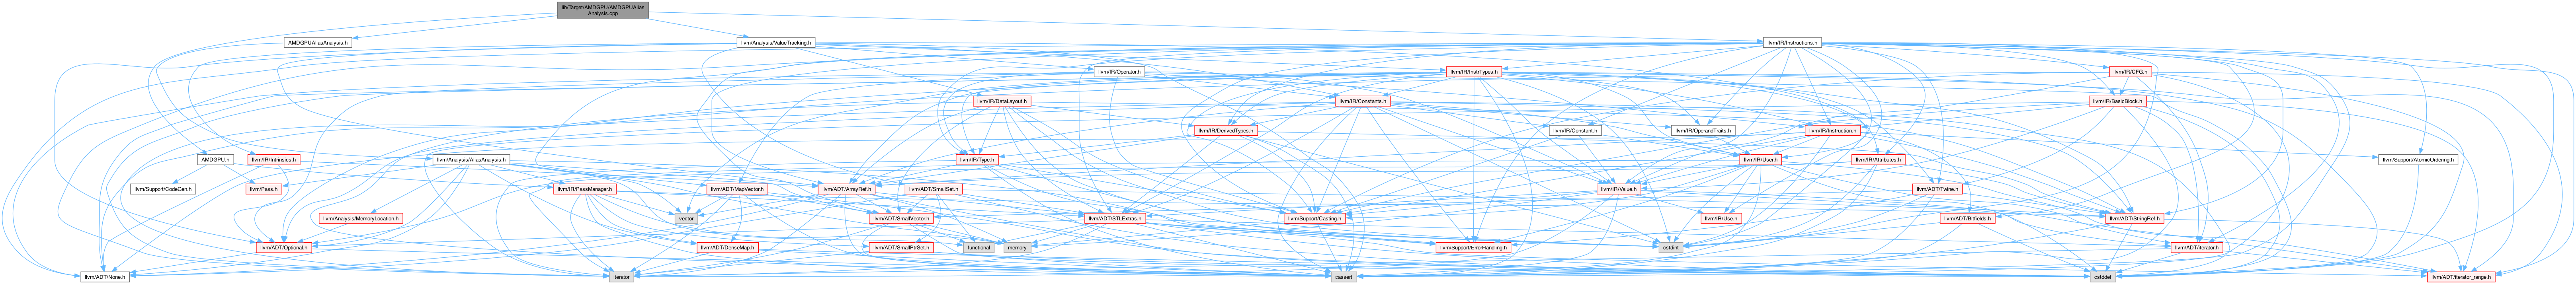 lib/Target/AMDGPU/AMDGPUAlias
Analysis.cpp
AMDGPUAliasAnalysis.h
llvm/Analysis/ValueTracking.h
llvm/IR/Instructions.h
llvm/IR/Operator.h
llvm/IR/InstrTypes.h
llvm/IR/CFG.h
llvm/IR/DataLayout.h
llvm/IR/Constants.h
llvm/IR/BasicBlock.h
llvm/IR/DerivedTypes.h
llvm/IR/Constant.h
llvm/IR/OperandTraits.h
llvm/IR/Instruction.h
AMDGPU.h
llvm/IR/Intrinsics.h
llvm/Analysis/AliasAnalysis.h
llvm/IR/Type.h
llvm/IR/User.h
llvm/IR/Attributes.h
llvm/Support/AtomicOrdering.h
llvm/Support/CodeGen.h
llvm/Pass.h
llvm/IR/PassManager.h
llvm/ADT/MapVector.h
llvm/ADT/ArrayRef.h
llvm/ADT/SmallSet.h
llvm/IR/Value.h
llvm/ADT/Twine.h
llvm/Analysis/MemoryLocation.h
vector
llvm/ADT/SmallVector.h
llvm/ADT/STLExtras.h
llvm/Support/Casting.h
llvm/IR/Use.h
llvm/ADT/Bitfields.h
llvm/ADT/StringRef.h
llvm/ADT/Optional.h
llvm/ADT/DenseMap.h
llvm/ADT/SmallPtrSet.h
functional
memory
llvm/Support/ErrorHandling.h
cstdint
llvm/ADT/iterator.h
llvm/ADT/None.h
iterator
cassert
cstddef
llvm/ADT/iterator_range.h